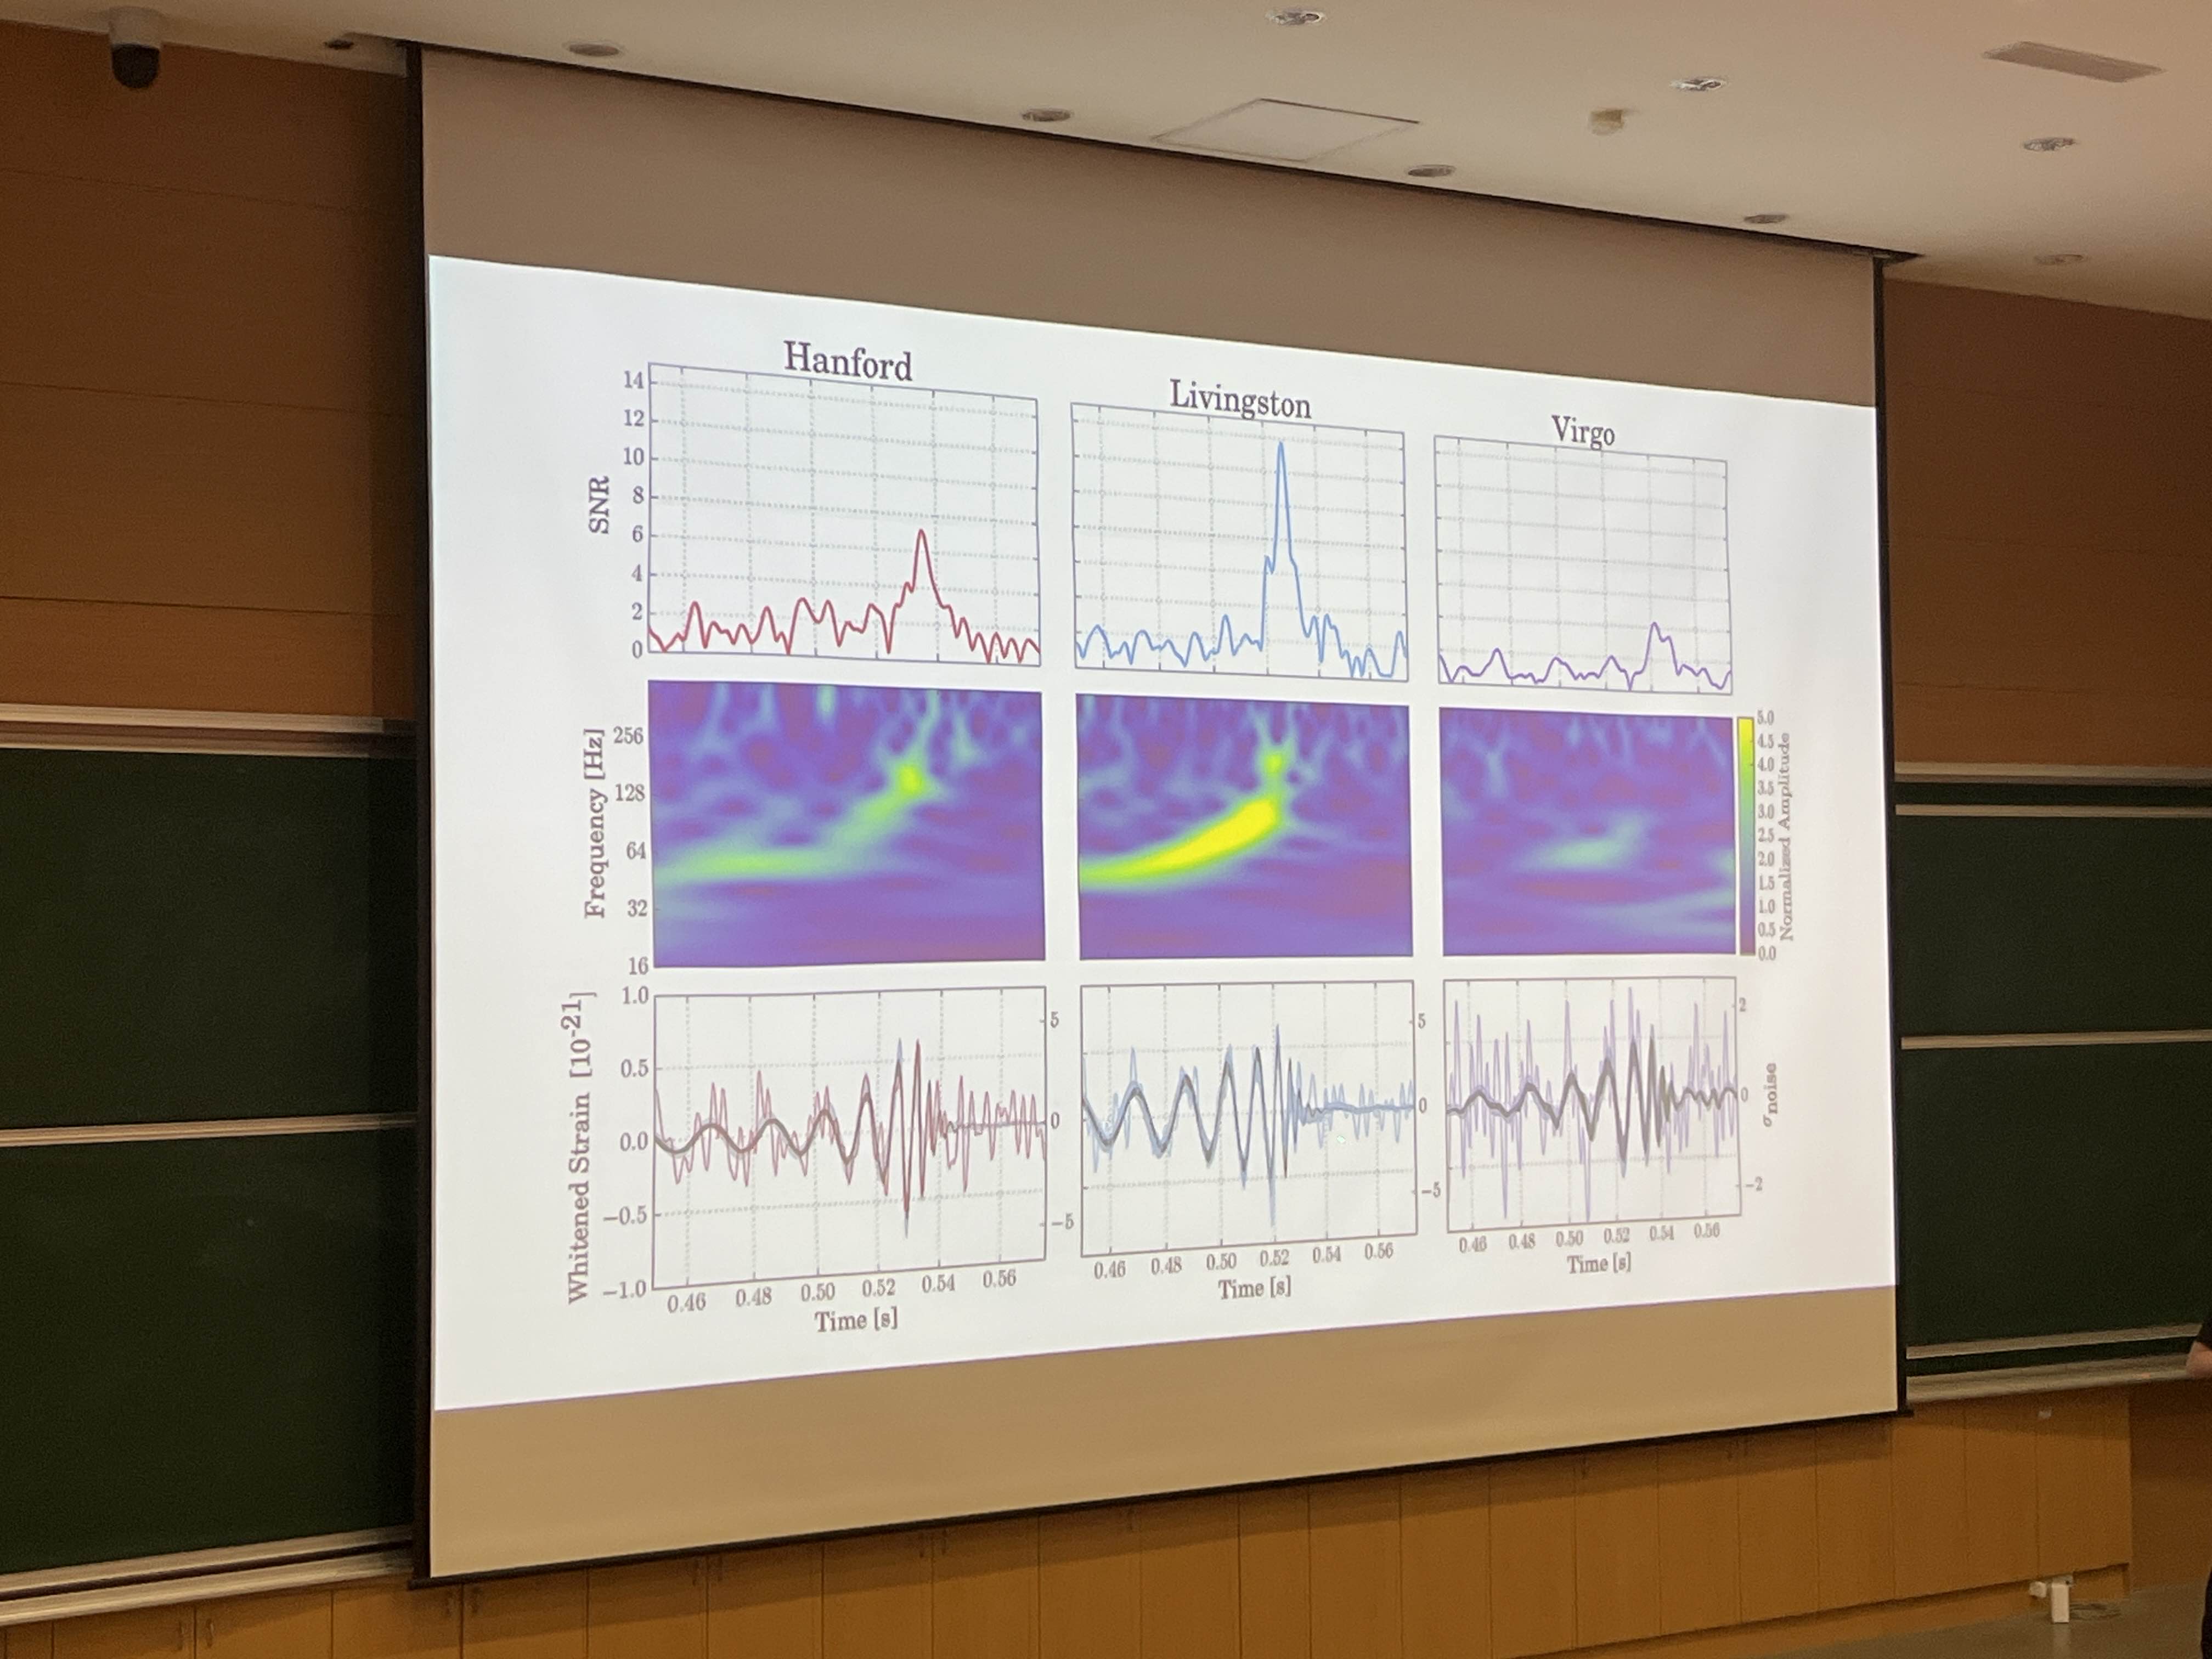 Hanford
Livingston
Virgo
SNR
14
12
10
8
6
4
2
0
Frequency [Hz]
256
128
64
32
16
5.0
4.5
4.0
3.5
3.0
2.5
2.0
1.5
1.0
0.5
0.0
Normalized Amplitude
Whitened Strain [10⁻²¹]
1.0
0.5
0.0
−0.5
−1.0
5
0
−5
5
0
−5
2
0
−2
σnoise
0.46 0.48 0.50 0.52 0.54 0.56
Time [s]
0.46 0.48 0.50 0.52 0.54 0.56
Time [s]
0.46 0.48 0.50 0.52 0.54 0.56
Time [s]